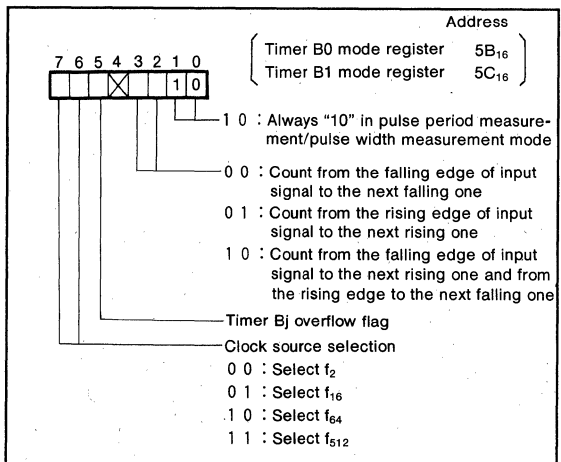 Address
Timer B0 mode register 5B₁₆
Timer B1 mode register 5C₁₆
7 6 5 4 3 2 1 0
1 0
1 0 : Always "10" in pulse period measure-
ment/pulse width measurement mode
0 0 : Count from the falling edge of input
signal to the next falling one
0 1 : Count from the rising edge of input
signal to the next rising one
1 0 : Count from the falling edge of input
signal to the next rising one and from
the rising edge to the next falling one
Timer Bj overflow flag
Clock source selection
0 0 : Select f₂
0 1 : Select f₁₆
1 0 : Select f₆₄
1 1 : Select f₅₁₂